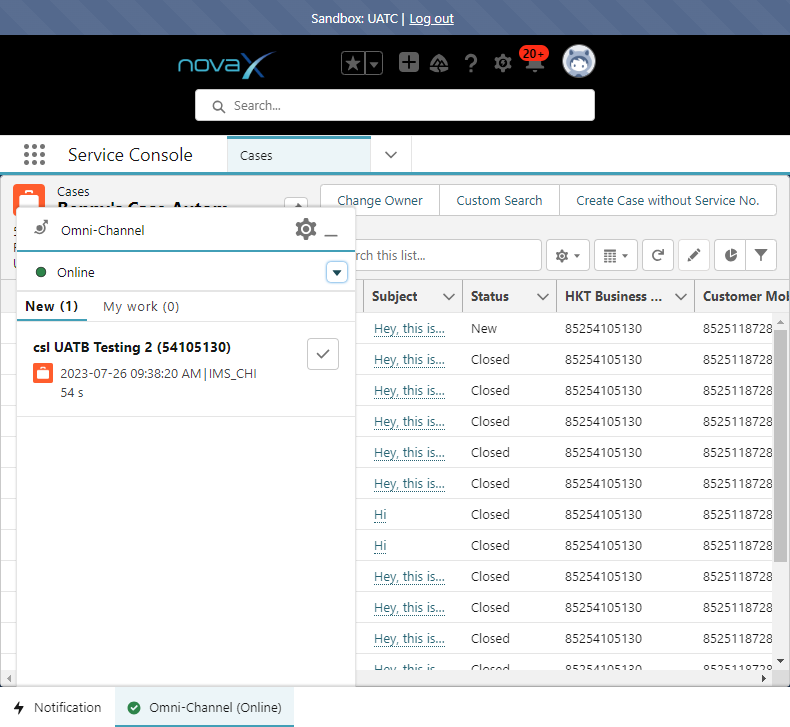 Sandbox: UATC | Log out
novaX
20+
Search...
Service Console
Cases
Cases
Change Owner
Custom Search
Create Case without Service No.
Omni-Channel
rch this list...
Online
New (1)
My work (0)
csl UATB Testing 2 (54105130)
2023-07-26 09:38:20 AM|IMS_CHI
54 s
Subject Status HKT Business ... Customer Mob
Hey, this is... New 85254105130 8525118728
Hey, this is... Closed 85254105130 8525118728
Hey, this is... Closed 85254105130 8525118728
Hey, this is... Closed 85254105130 8525118728
Hey, this is... Closed 85254105130 8525118728
Hey, this is... Closed 85254105130 8525118728
Hi Closed 85254105130 8525118728
Hi Closed 85254105130 8525118728
Hey, this is... Closed 85254105130 8525118728
Hey, this is... Closed 85254105130 8525118728
Hey, this is... Closed 85254105130 8525118728
Hey, this is... Closed 85254105130 8525118728
Notification
Omni-Channel (Online)